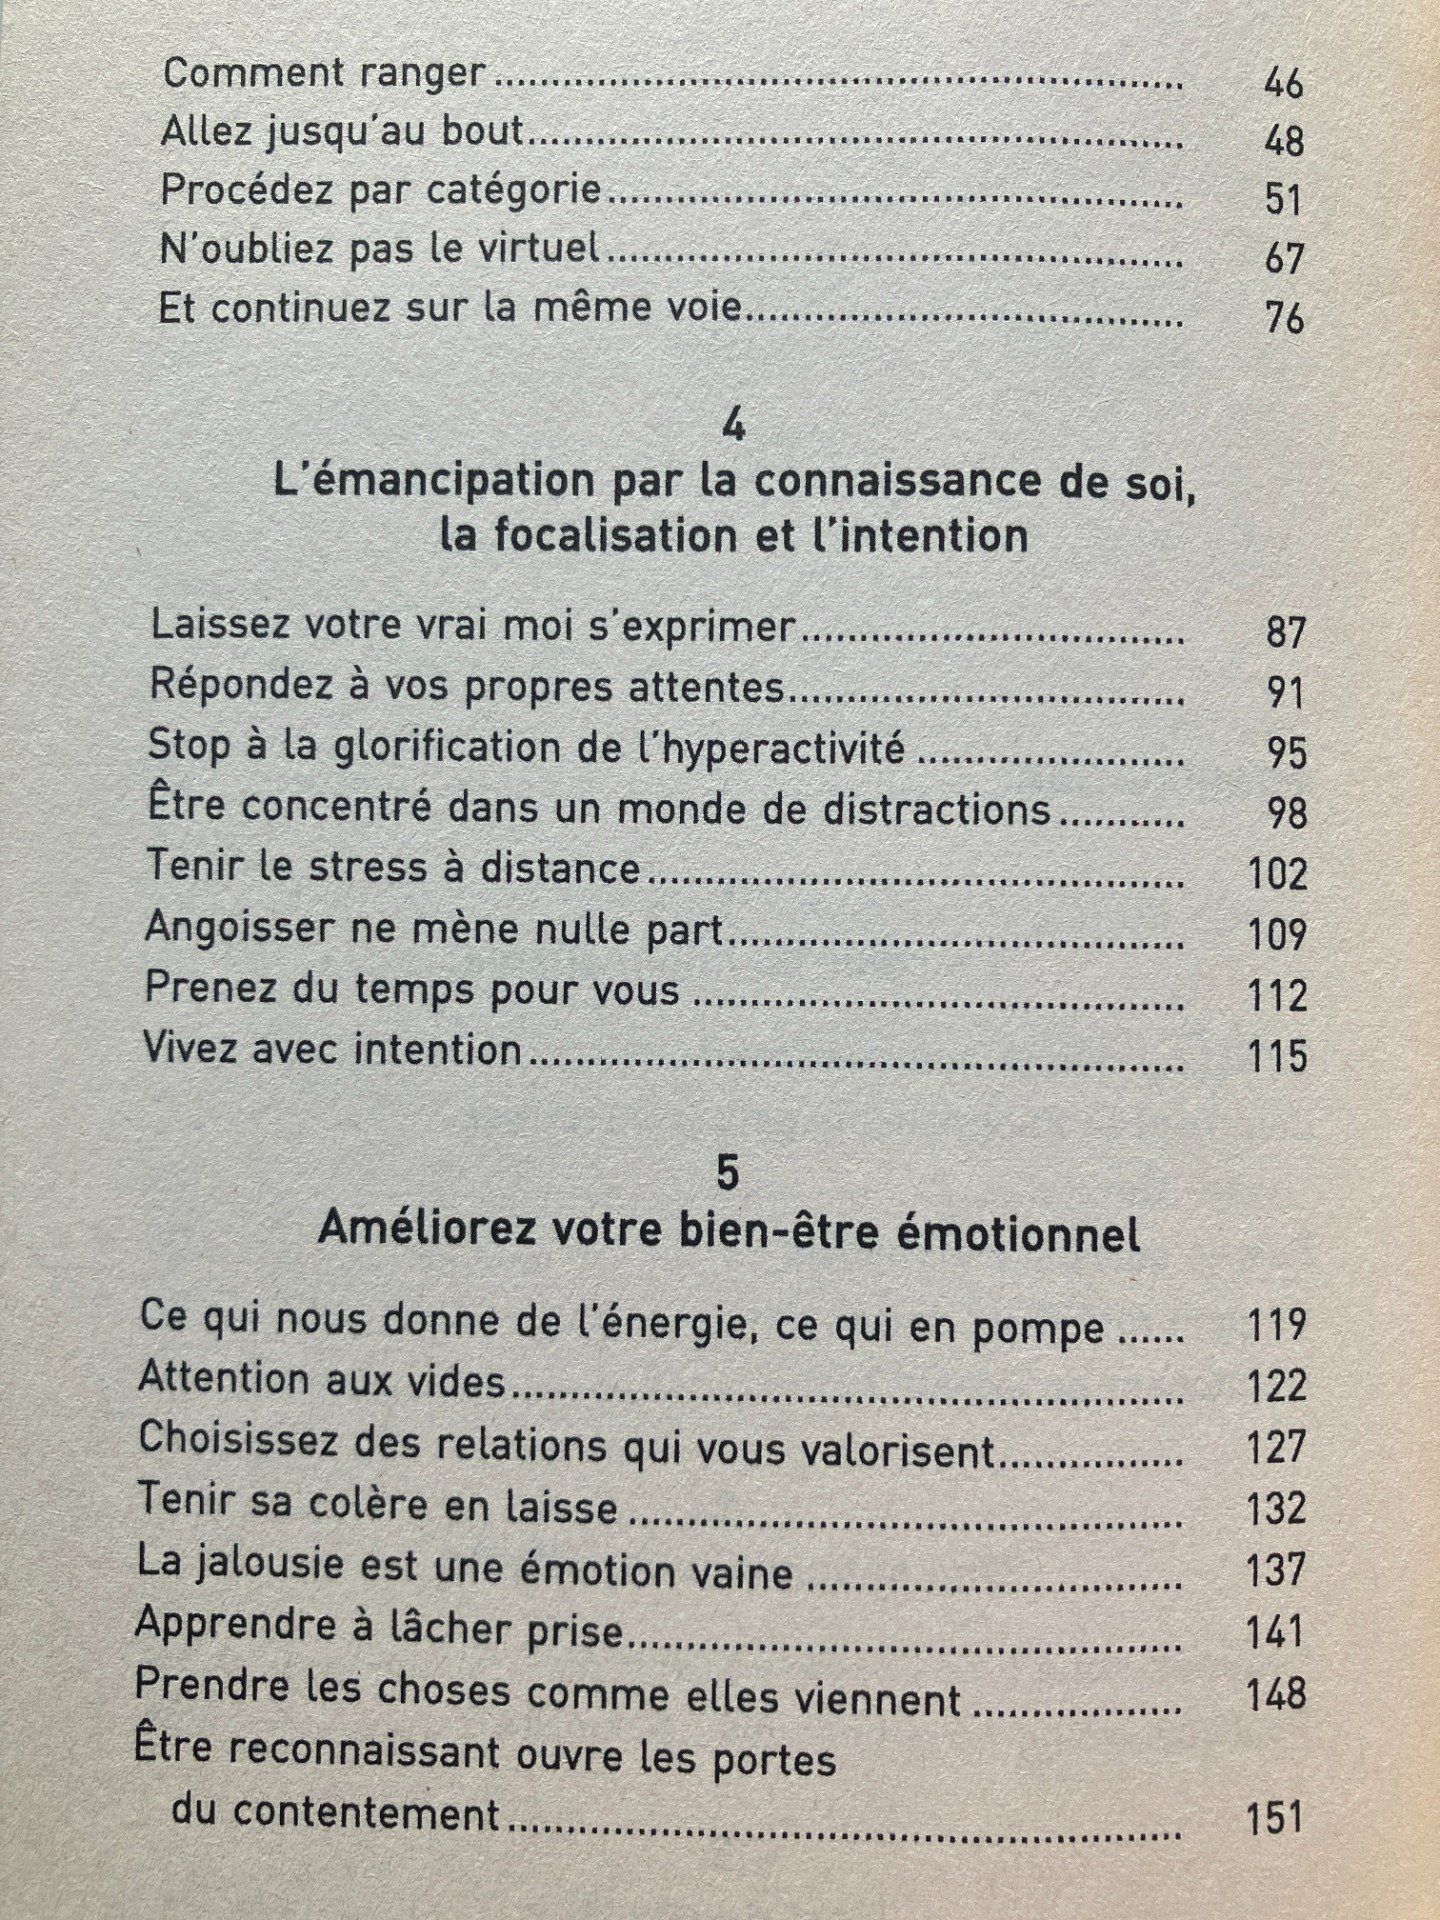 Comment ranger........................................................ 46
Allez jusqu'au bout..................................................... 48
Procédez par catégorie............................................... 51
N'oubliez pas le virtuel............................................... 67
Et continuez sur la même voie.................................... 76
4
L'émancipation par la connaissance de soi,
la focalisation et l'intention
Laissez votre vrai moi s'exprimer................................ 87
Répondez à vos propres attentes................................. 91
Stop à la glorification de l'hyperactivité ....................... 95
Être concentré dans un monde de distractions........... 98
Tenir le stress à distance............................................. 102
Angoisser ne mène nulle part...................................... 109
Prenez du temps pour vous ......................................... 112
Vivez avec intention...................................................... 115
5
Améliorez votre bien-être émotionnel
Ce qui nous donne de l'énergie, ce qui en pompe ...... 119
Attention aux vides........................................................ 122
Choisissez des relations qui vous valorisent................ 127
Tenir sa colère en laisse ............................................... 132
La jalousie est une émotion vaine ................................ 137
Apprendre à lâcher prise............................................... 141
Prendre les choses comme elles viennent .................. 148
Être reconnaissant ouvre les portes
du contentement......................................................... 151